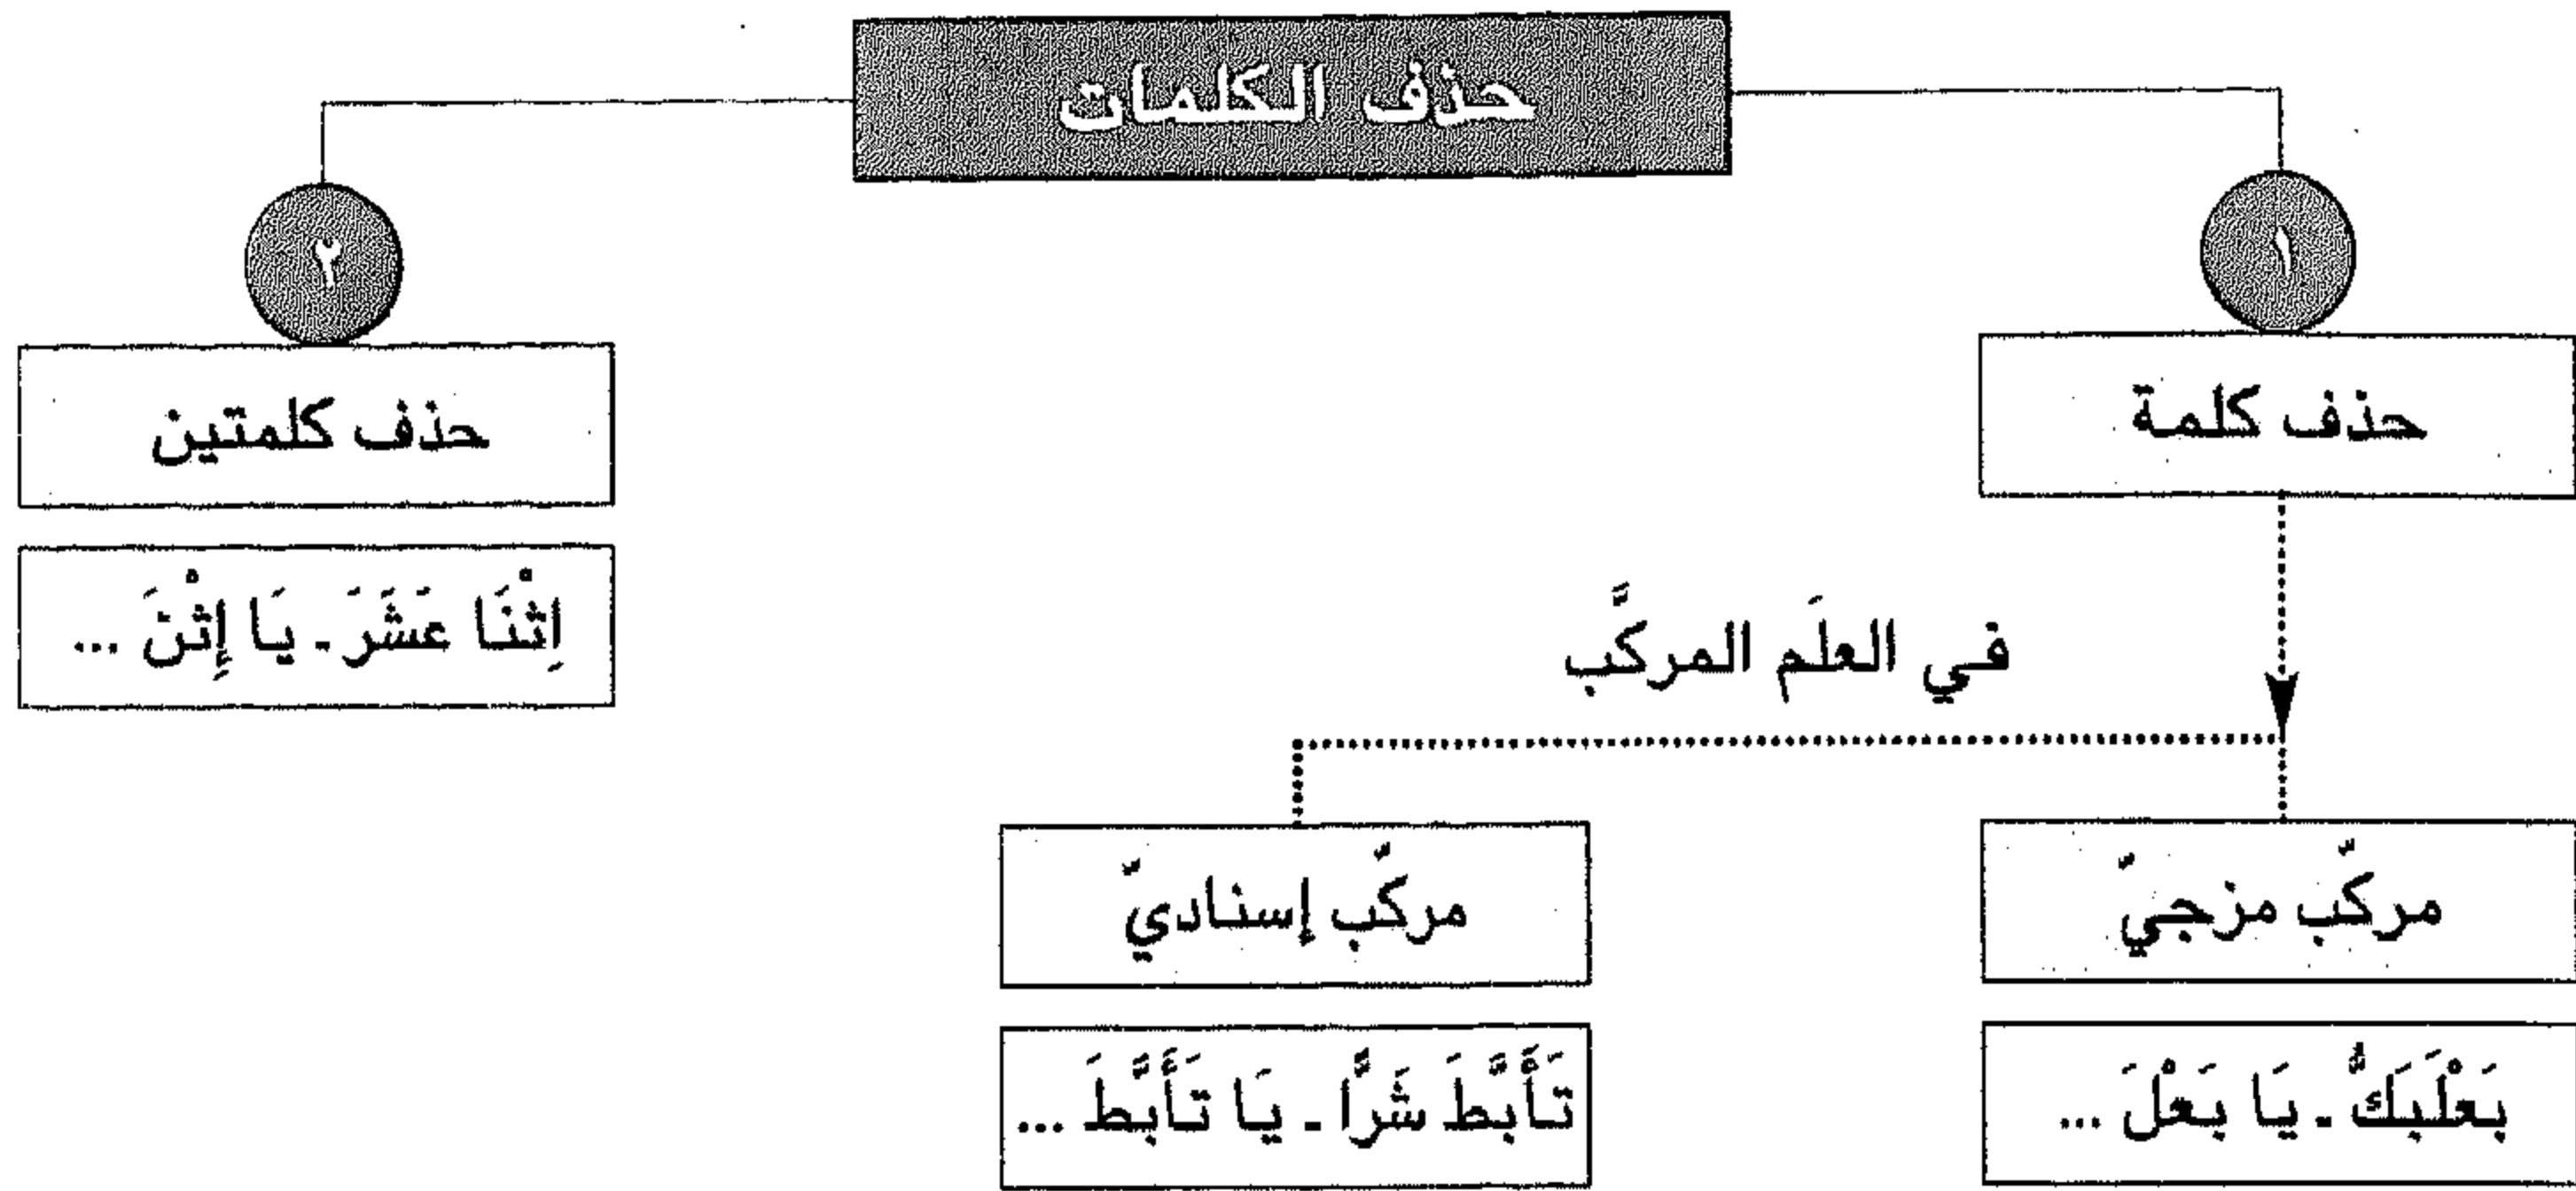 حذف الكلمات
١
حذف كلمة
في العلَم المركَّب
مركّب مزجيّ
بَعْلَبَكُّ ـ يَا بَعْلَ ...
مركّب إسناديّ
تَأَبَّطَ شَرًّا ـ يَا تَأَبَّطَ ...
٢
حذف كلمتين
اِثْنَا عَشَرَ ـ يَا إِثْنَ ...